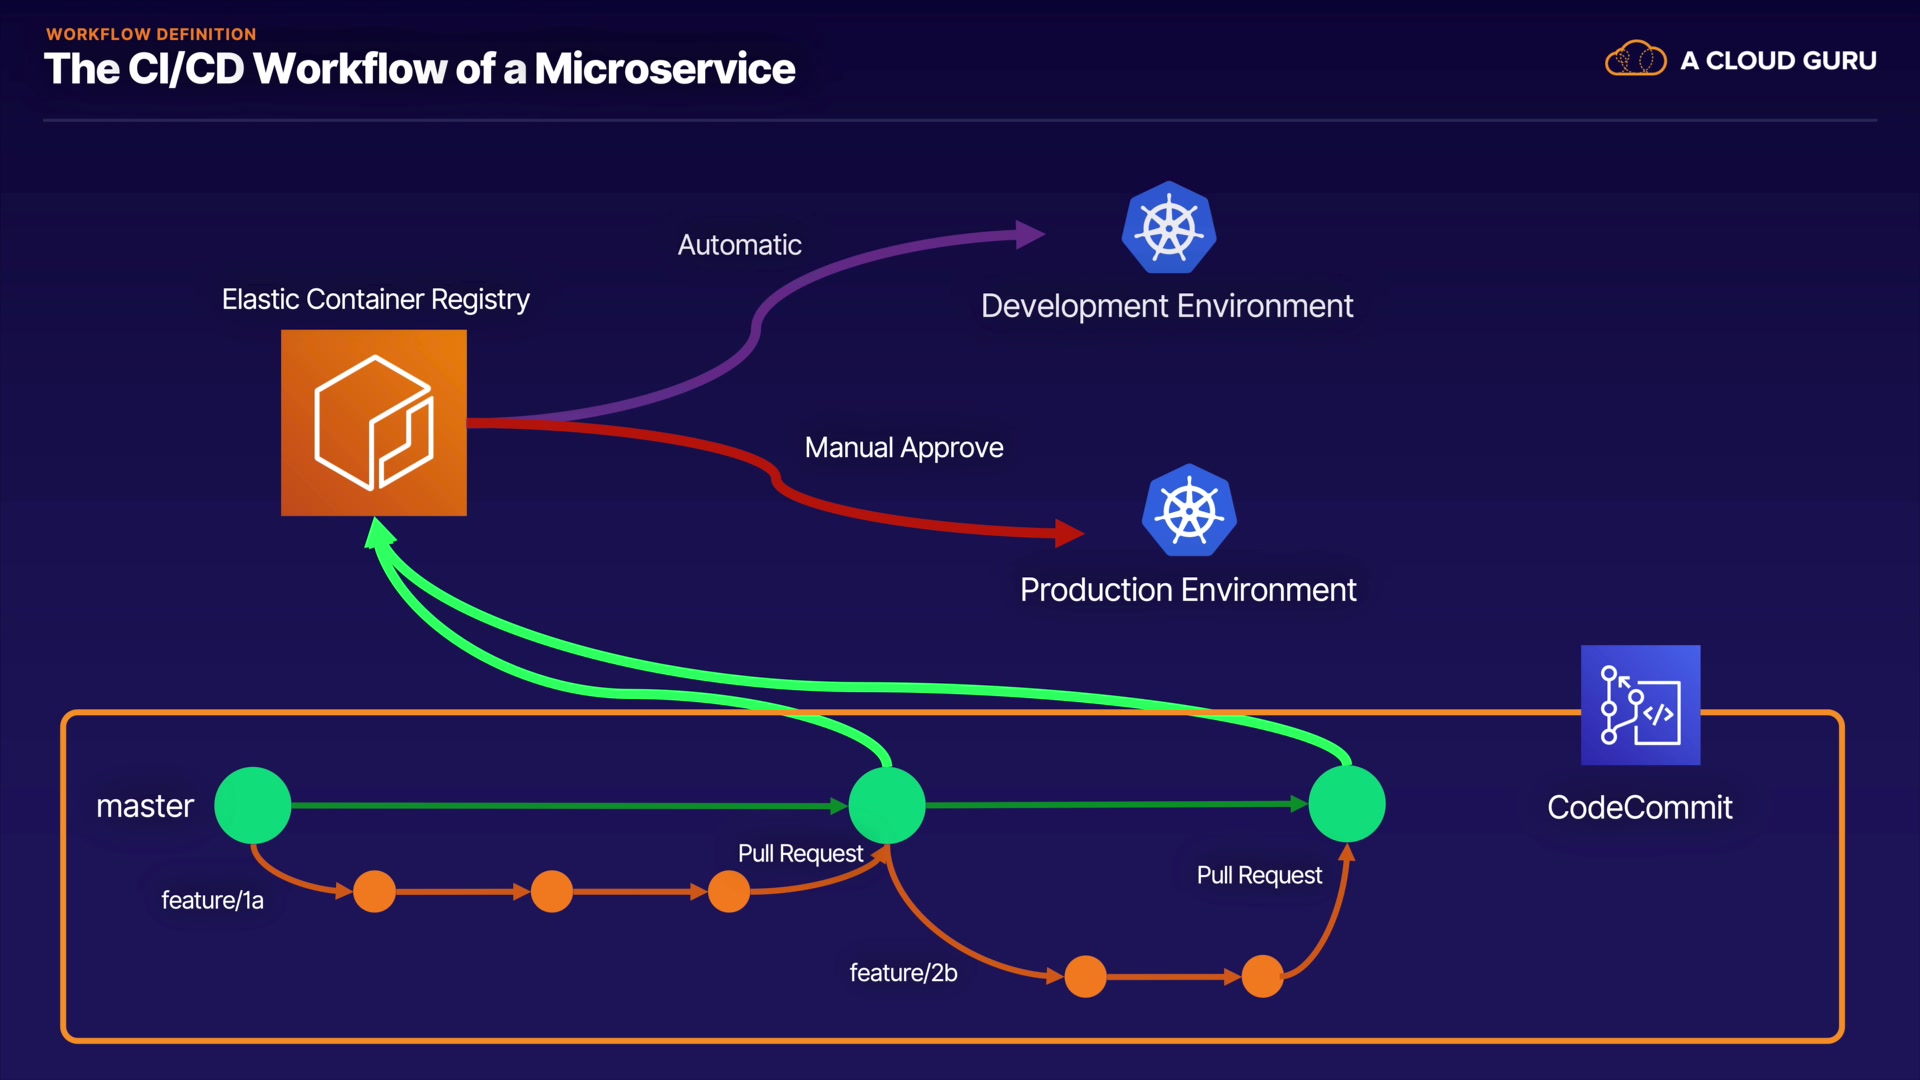 WORKFLOW DEFINITION
The CI/CD Workflow of a Microservice
A CLOUD GURU
Automatic
Development Environment
Elastic Container Registry
Manual Approve
Production Environment
master
CodeCommit
Pull Request
Pull Request
feature/1a
feature/2b